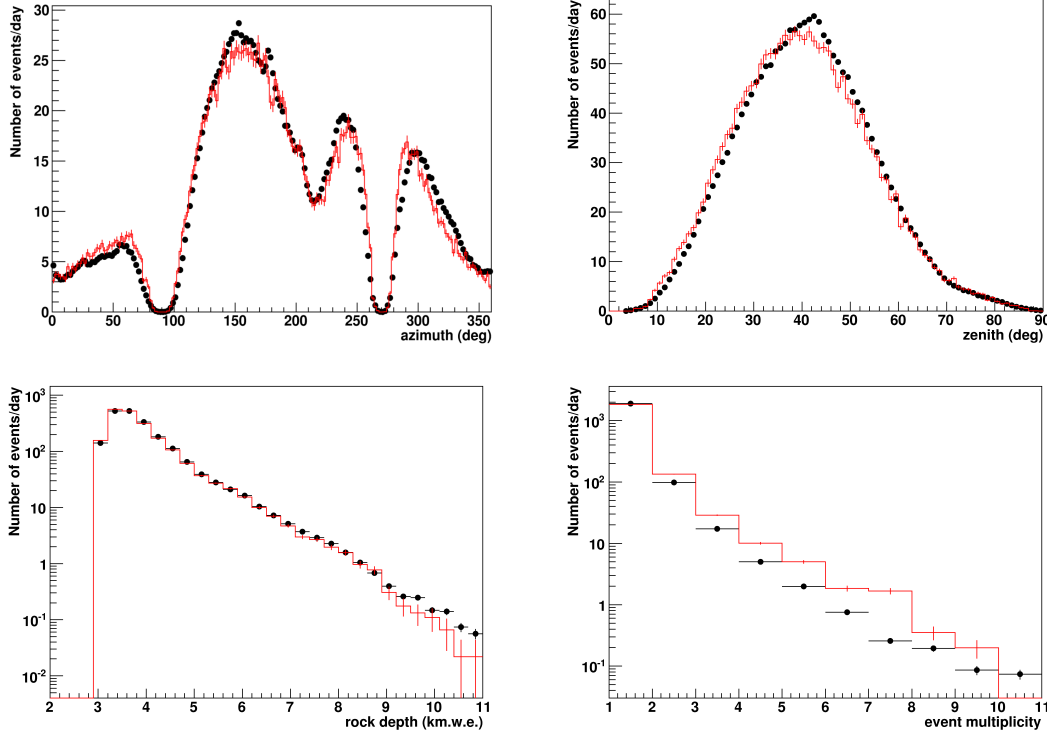 Number of events/day
30
25
20
15
10
5
0
0 50 100 150 200 250 300 350
azimuth (deg)
Number of events/day
60
50
40
30
20
10
0
0 10 20 30 40 50 60 70 80 90
zenith (deg)
Number of events/day
10³
10²
10
1
10⁻¹
10⁻²
2 3 4 5 6 7 8 9 10 11
rock depth (km.w.e.)
Number of events/day
10³
10²
10
1
10⁻¹
1 2 3 4 5 6 7 8 9 10 11
event multiplicity